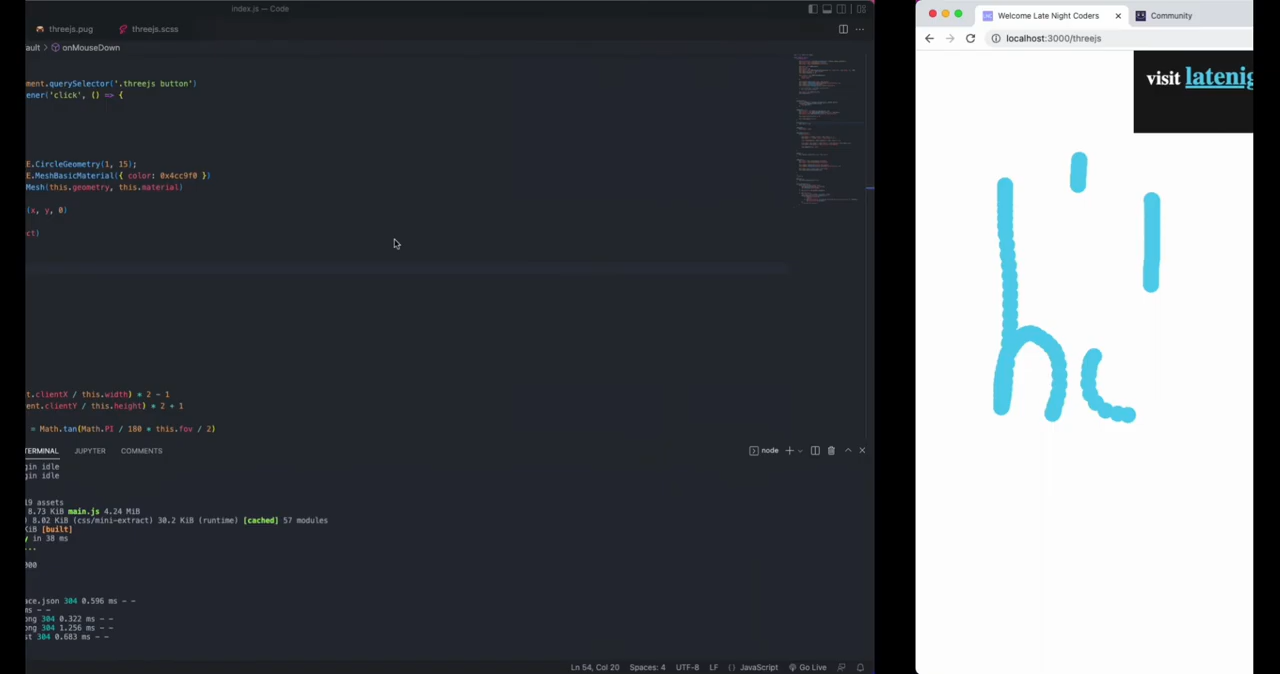 index.js — Code
threejs.pug threejs.scss
ault > onMouseDown
ment.querySelector('.threejs button')
ener('click', () => {
E.CircleGeometry(1, 15);
E.MeshBasicMaterial({ color: 0x4cc9f0 })
Mesh(this.geometry, this.material)
(x, y, 0)
ct)
t.clientX / this.width) * 2 - 1
ent.clientY / this.height) * 2 + 1
= Math.tan(Math.PI / 180 * this.fov / 2)
TERMINAL JUPYTER COMMENTS
node
gin idle
gin idle
19 assets
8.73 KiB main.js 4.24 MiB
) 8.02 KiB (css/mini-extract) 30.2 KiB (runtime) [cached] 57 modules
KiB [built]
y in 38 ms
...
000
ace.json 304 0.596 ms - -
ms - -
ong 304 0.322 ms - -
ong 304 1.256 ms - -
st 304 0.683 ms - -
Ln 54, Col 20 Spaces: 4 UTF-8 LF {} JavaScript Go Live
Welcome Late Night Coders Community
localhost:3000/threejs
visit latenig
hi